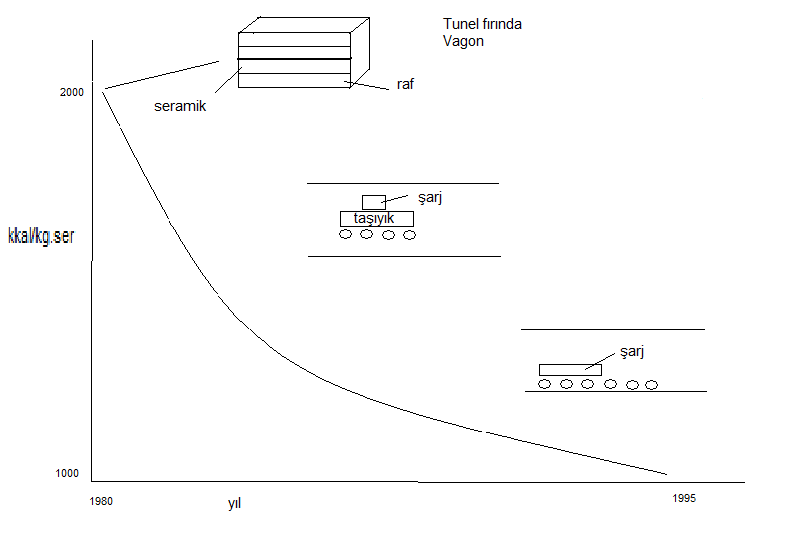 Tunel fırında
Vagon
raf
seramik
2000
şarj
taşıyık
kkal/kg.ser
şarj
1000
1980
yıl
1995